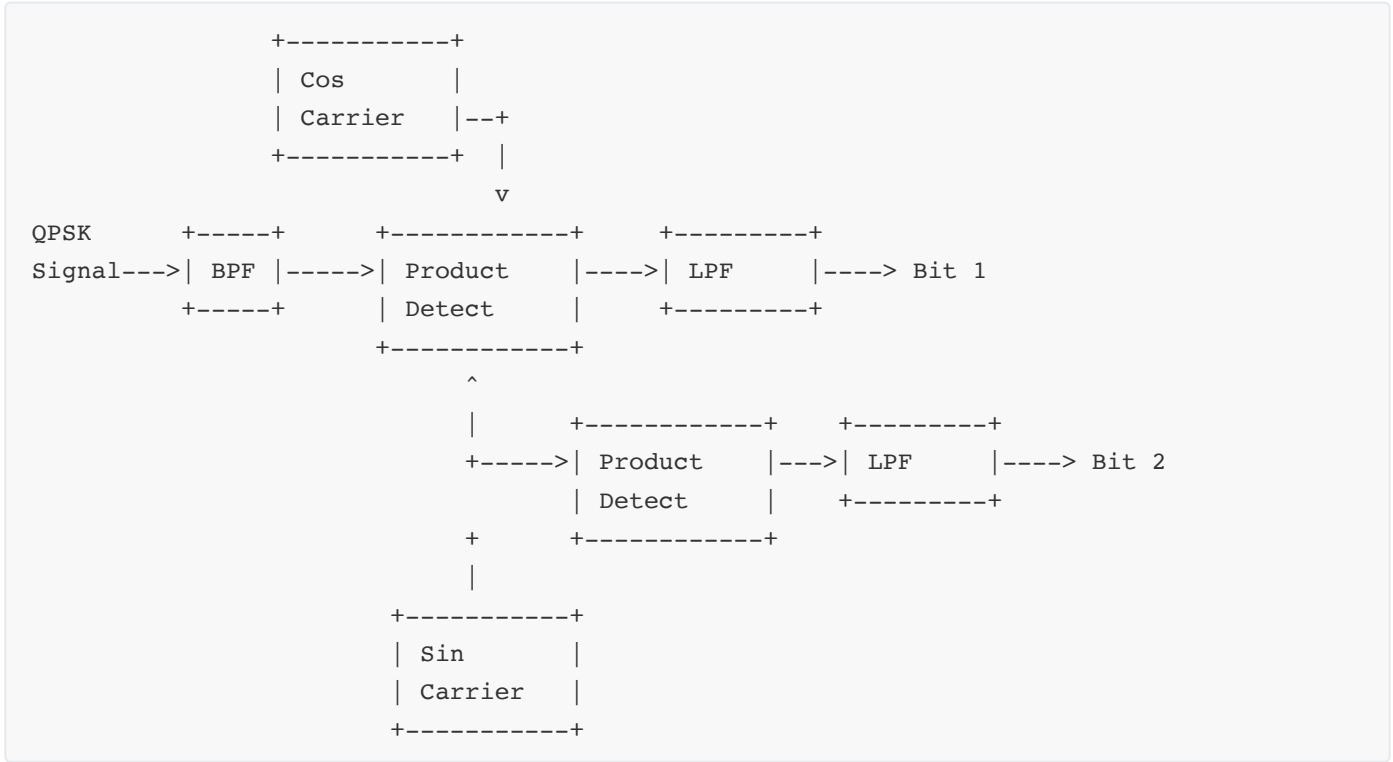 +-----------+
| Cos       |
| Carrier   |--+
+-----------+  |
v
QPSK      +-----+      +------------+     +---------+
Signal--->| BPF |----->| Product    |---->| LPF     |----> Bit 1
+-----+      | Detect     |     +---------+
+------------+
^
|      +------------+    +---------+
+----->| Product    |--->| LPF     |----> Bit 2
| Detect     |    +---------+
+      +------------+
|
+-----------+
| Sin       |
| Carrier   |
+-----------+